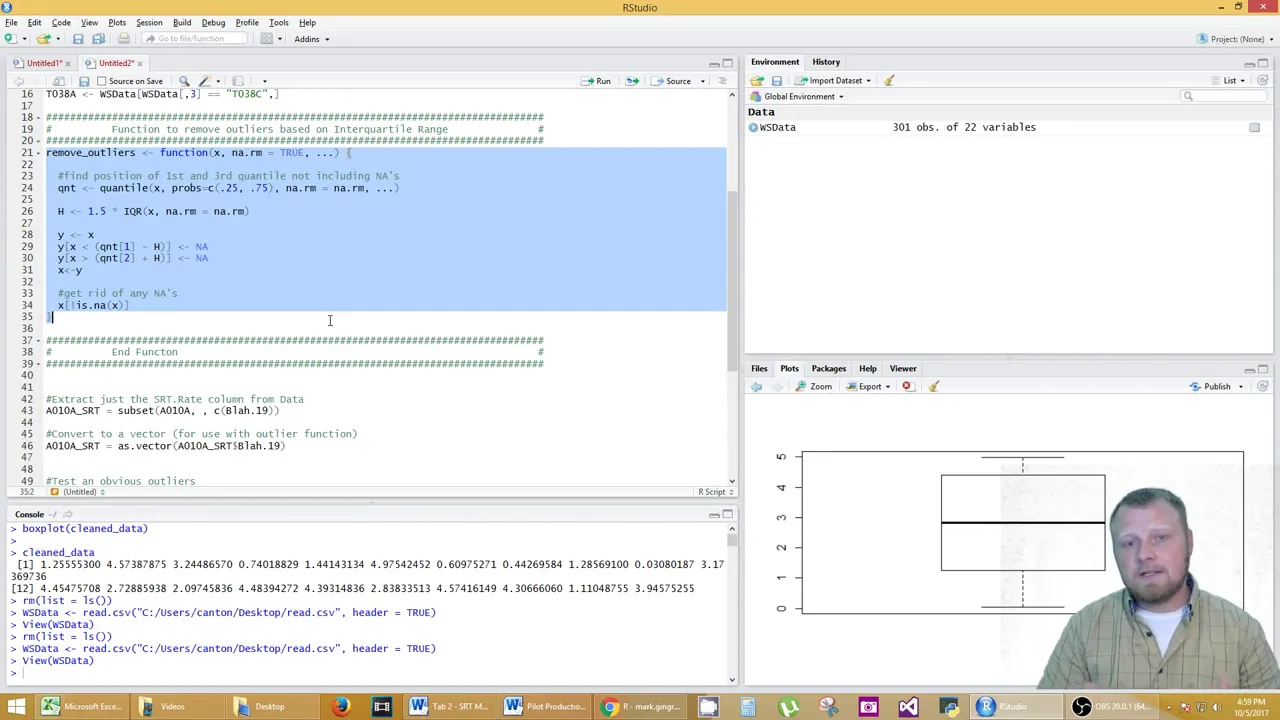 RStudio
File Edit Code View Plots Session Build Debug Profile Tools Help
Go to file/function Addins Project: (None)
Untitled1* Untitled2*
Source on Save Run Source
16 T038A <- WSData[WSData[,3] == "T038C",]
17
18 ####################################################################################
19 # Function to remove outliers based on Interquartile Range #
20 ####################################################################################
21 remove_outliers <- function(x, na.rm = TRUE, ...) {
22
23 #find position of 1st and 3rd quantile not including NA's
24 qnt <- quantile(x, probs=c(.25, .75), na.rm = na.rm, ...)
25
26 H <- 1.5 * IQR(x, na.rm = na.rm)
27
28 y <- x
29 y[x < (qnt[1] - H)] <- NA
30 y[x > (qnt[2] + H)] <- NA
31 x<-y
32
33 #get rid of any NA's
34 x[!is.na(x)]
35 }
36
37 ####################################################################################
38 # End Functon #
39 ####################################################################################
40
41
42 #Extract just the SRT.Rate column from Data
43 A010A_SRT = subset(A010A, , c(Blah.19))
44
45 #Convert to a vector (for use with outlier function)
46 A010A_SRT = as.vector(A010A_SRT$Blah.19)
47
48
49 #Test an obvious outliers
35:2 (Untitled) R Script
Console ~/
> boxplot(cleaned_data)
>
> cleaned_data
[1] 1.25555300 4.57387875 3.24486570 0.74018829 1.44143134 4.97542452 0.60975271 0.44269584 1.28569100 0.03080187 3.17
369736
[12] 4.45475708 2.72885938 2.09745836 4.48394272 4.39314836 2.83833513 4.57416149 4.30666060 1.11048755 3.94575255
> rm(list = ls())
> WSData <- read.csv("C:/Users/canton/Desktop/read.csv", header = TRUE)
> View(WSData)
> rm(list = ls())
> WSData <- read.csv("C:/Users/canton/Desktop/read.csv", header = TRUE)
> View(WSData)
>
Environment History
Import Dataset List
Global Environment
Data
WSData 301 obs. of 22 variables
Files Plots Packages Help Viewer
Zoom Export Publish
5
4
3
2
1
0
Microsoft Exce... Videos Desktop Tab 2 - SRT M... Pilot Productio... R - mark.gingr... RStudio OBS 20.0.1 (64...
4:59 PM
10/5/2017